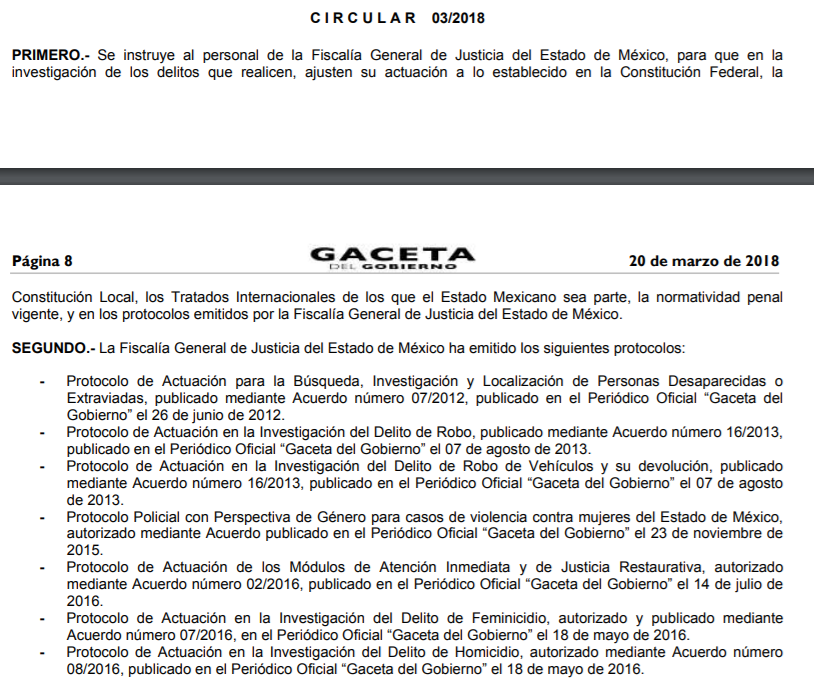 CIRCULAR 03/2018
PRIMERO.- Se instruye al personal de la Fiscalía General de Justicia del Estado de México, para que en la
investigación de los delitos que realicen, ajusten su actuación a lo establecido en la Constitución Federal, la
Página 8
GACETA
DEL GOBIERNO
20 de marzo de 2018
Constitución Local, los Tratados Internacionales de los que el Estado Mexicano sea parte, la normatividad penal
vigente, y en los protocolos emitidos por la Fiscalía General de Justicia del Estado de México.
SEGUNDO.- La Fiscalía General de Justicia del Estado de México ha emitido los siguientes protocolos:
- Protocolo de Actuación para la Búsqueda, Investigación y Localización de Personas Desaparecidas o
Extraviadas, publicado mediante Acuerdo número 07/2012, publicado en el Periódico Oficial “Gaceta del
Gobierno” el 26 de junio de 2012.
- Protocolo de Actuación en la Investigación del Delito de Robo, publicado mediante Acuerdo número 16/2013,
publicado en el Periódico Oficial “Gaceta del Gobierno” el 07 de agosto de 2013.
- Protocolo de Actuación en la Investigación del Delito de Robo de Vehículos y su devolución, publicado
mediante Acuerdo número 16/2013, publicado en el Periódico Oficial “Gaceta del Gobierno” el 07 de agosto
de 2013.
- Protocolo Policial con Perspectiva de Género para casos de violencia contra mujeres del Estado de México,
autorizado mediante Acuerdo publicado en el Periódico Oficial “Gaceta del Gobierno” el 23 de noviembre de
2015.
- Protocolo de Actuación de los Módulos de Atención Inmediata y de Justicia Restaurativa, autorizado
mediante Acuerdo número 02/2016, publicado en el Periódico Oficial “Gaceta del Gobierno” el 14 de julio de
2016.
- Protocolo de Actuación en la Investigación del Delito de Feminicidio, autorizado y publicado mediante
Acuerdo número 07/2016, en el Periódico Oficial “Gaceta del Gobierno” el 18 de mayo de 2016.
- Protocolo de Actuación en la Investigación del Delito de Homicidio, autorizado mediante Acuerdo número
08/2016, publicado en el Periódico Oficial “Gaceta del Gobierno” el 18 de mayo de 2016.